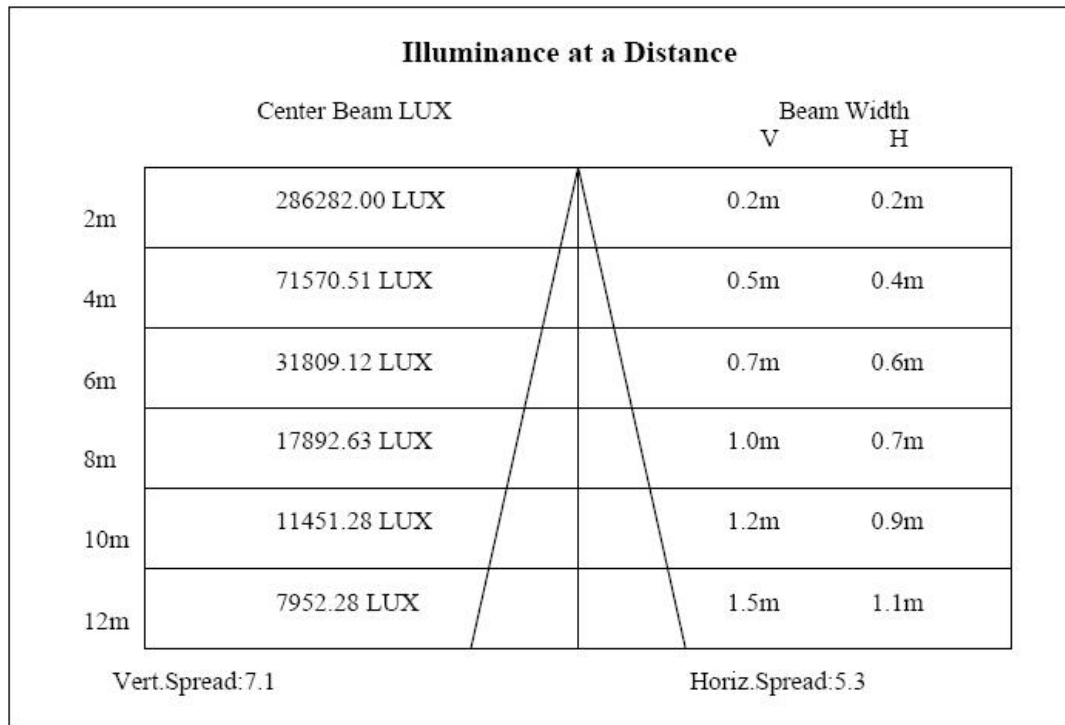 Illuminance at a Distance
Center Beam LUX Beam Width
V H
2m 286282.00 LUX 0.2m 0.2m
4m 71570.51 LUX 0.5m 0.4m
6m 31809.12 LUX 0.7m 0.6m
8m 17892.63 LUX 1.0m 0.7m
10m 11451.28 LUX 1.2m 0.9m
12m 7952.28 LUX 1.5m 1.1m
Vert.Spread:7.1 Horiz.Spread:5.3